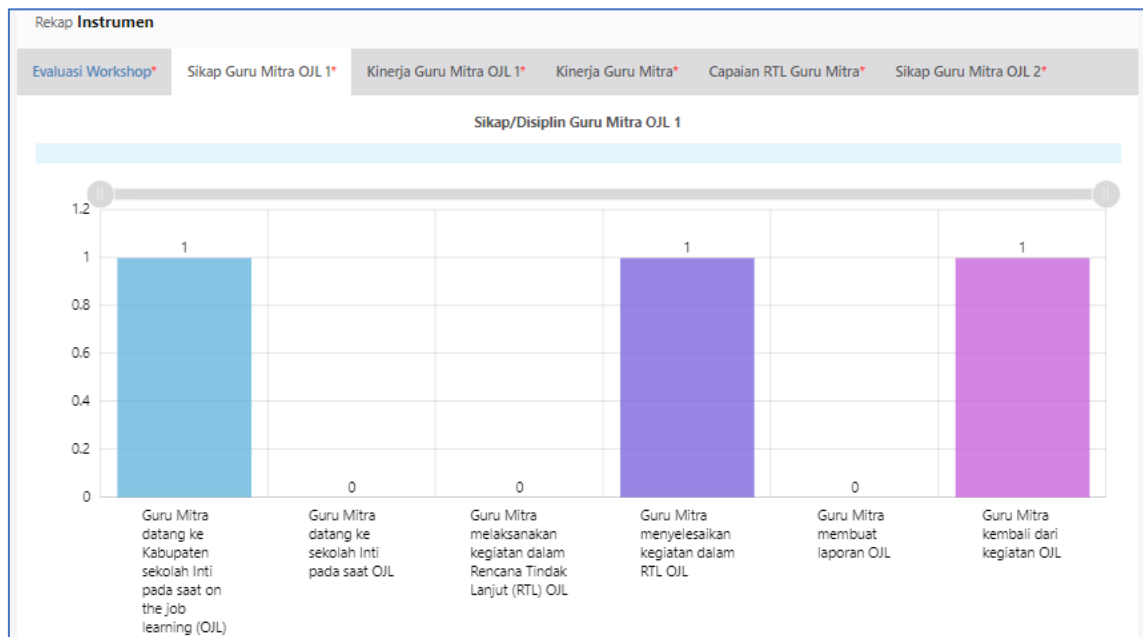 Rekap Instrumen
Evaluasi Workshop* Sikap Guru Mitra OJL 1* Kinerja Guru Mitra OJL 1* Kinerja Guru Mitra* Capaian RTL Guru Mitra* Sikap Guru Mitra OJL 2*
Sikap/Disiplin Guru Mitra OJL 1
1.2
1
0.8
0.6
0.4
0.2
0
1
0
0
1
0
1
Guru Mitra
datang ke
Kabupaten
sekolah Inti
pada saat on
the job
learning (OJL)
Guru Mitra
datang ke
sekolah Inti
pada saat OJL
Guru Mitra
melaksanakan
kegiatan dalam
Rencana Tindak
Lanjut (RTL) OJL
Guru Mitra
menyelesaikan
kegiatan dalam
RTL OJL
Guru Mitra
membuat
laporan OJL
Guru Mitra
kembali dari
kegiatan OJL